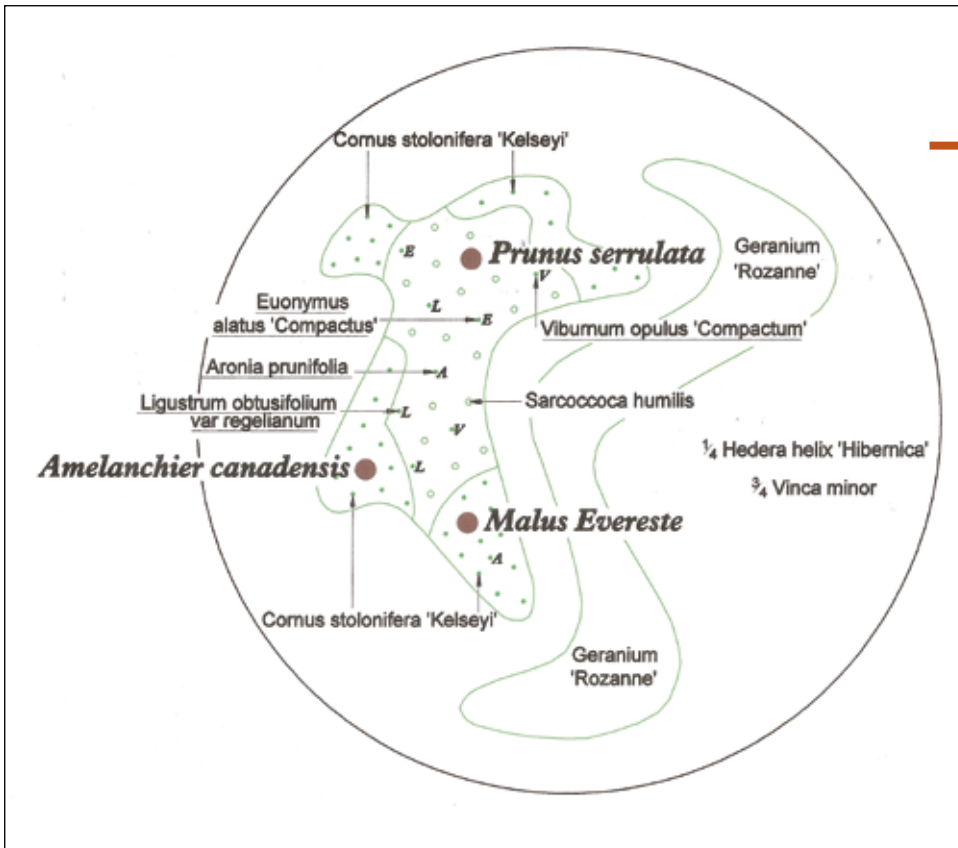 Cornus stolonifera 'Kelseyi'
E
Prunus serrulata
Geranium
'Rozanne'
V
Euonymus
alatus 'Compactus'
L
E
Viburnum opulus 'Compactum'
Aronia prunifolia
A
Ligustrum obtusifolium
var regelianum
L
Sarcoccoca humilis
V
¼ Hedera helix 'Hibernica'
Amelanchier canadensis
L
¾ Vinca minor
Malus Evereste
A
Cornus stolonifera 'Kelseyi'
Geranium
'Rozanne'